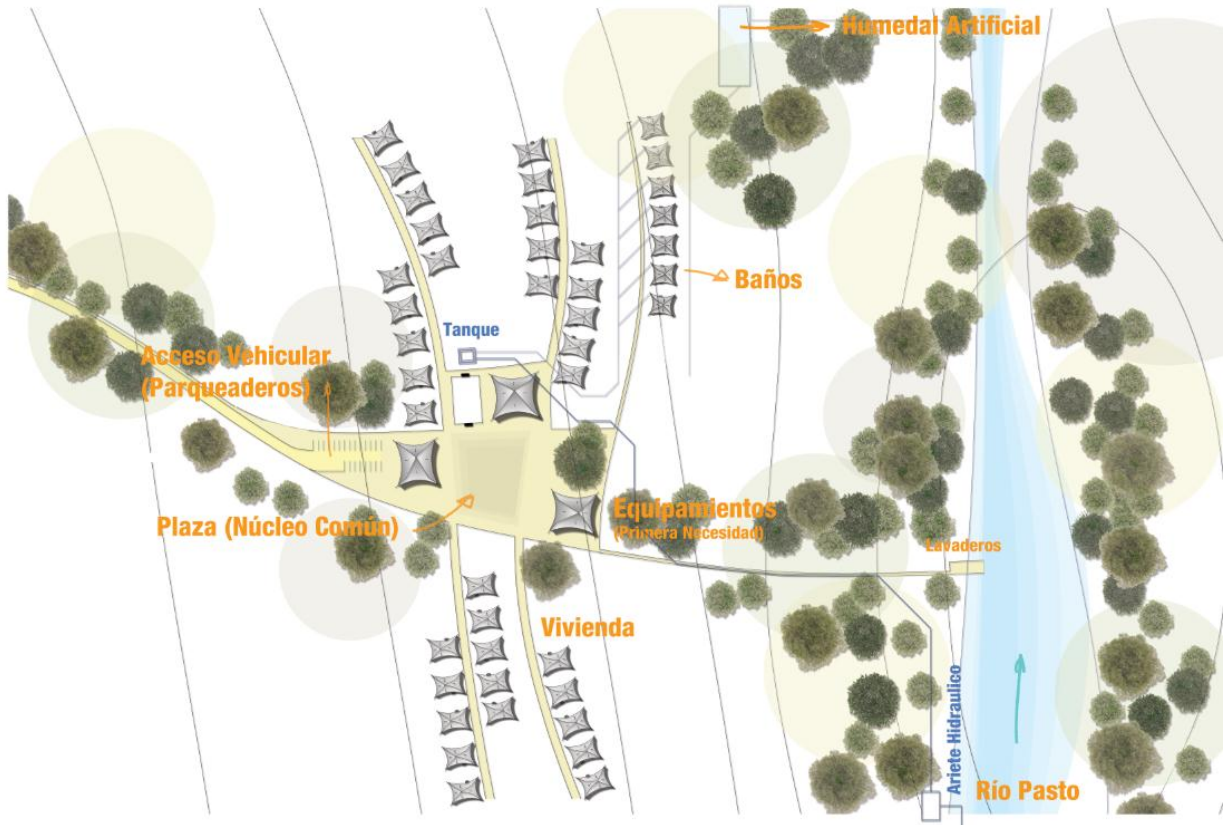 Humedal Artificial
Baños
Tanque
Acceso Vehicular
(Parqueaderos)
Plaza (Núcleo Común)
Equipamientos
(Primera Necesidad)
Lavaderos
Vivienda
Ariete Hidraulico
Río Pasto